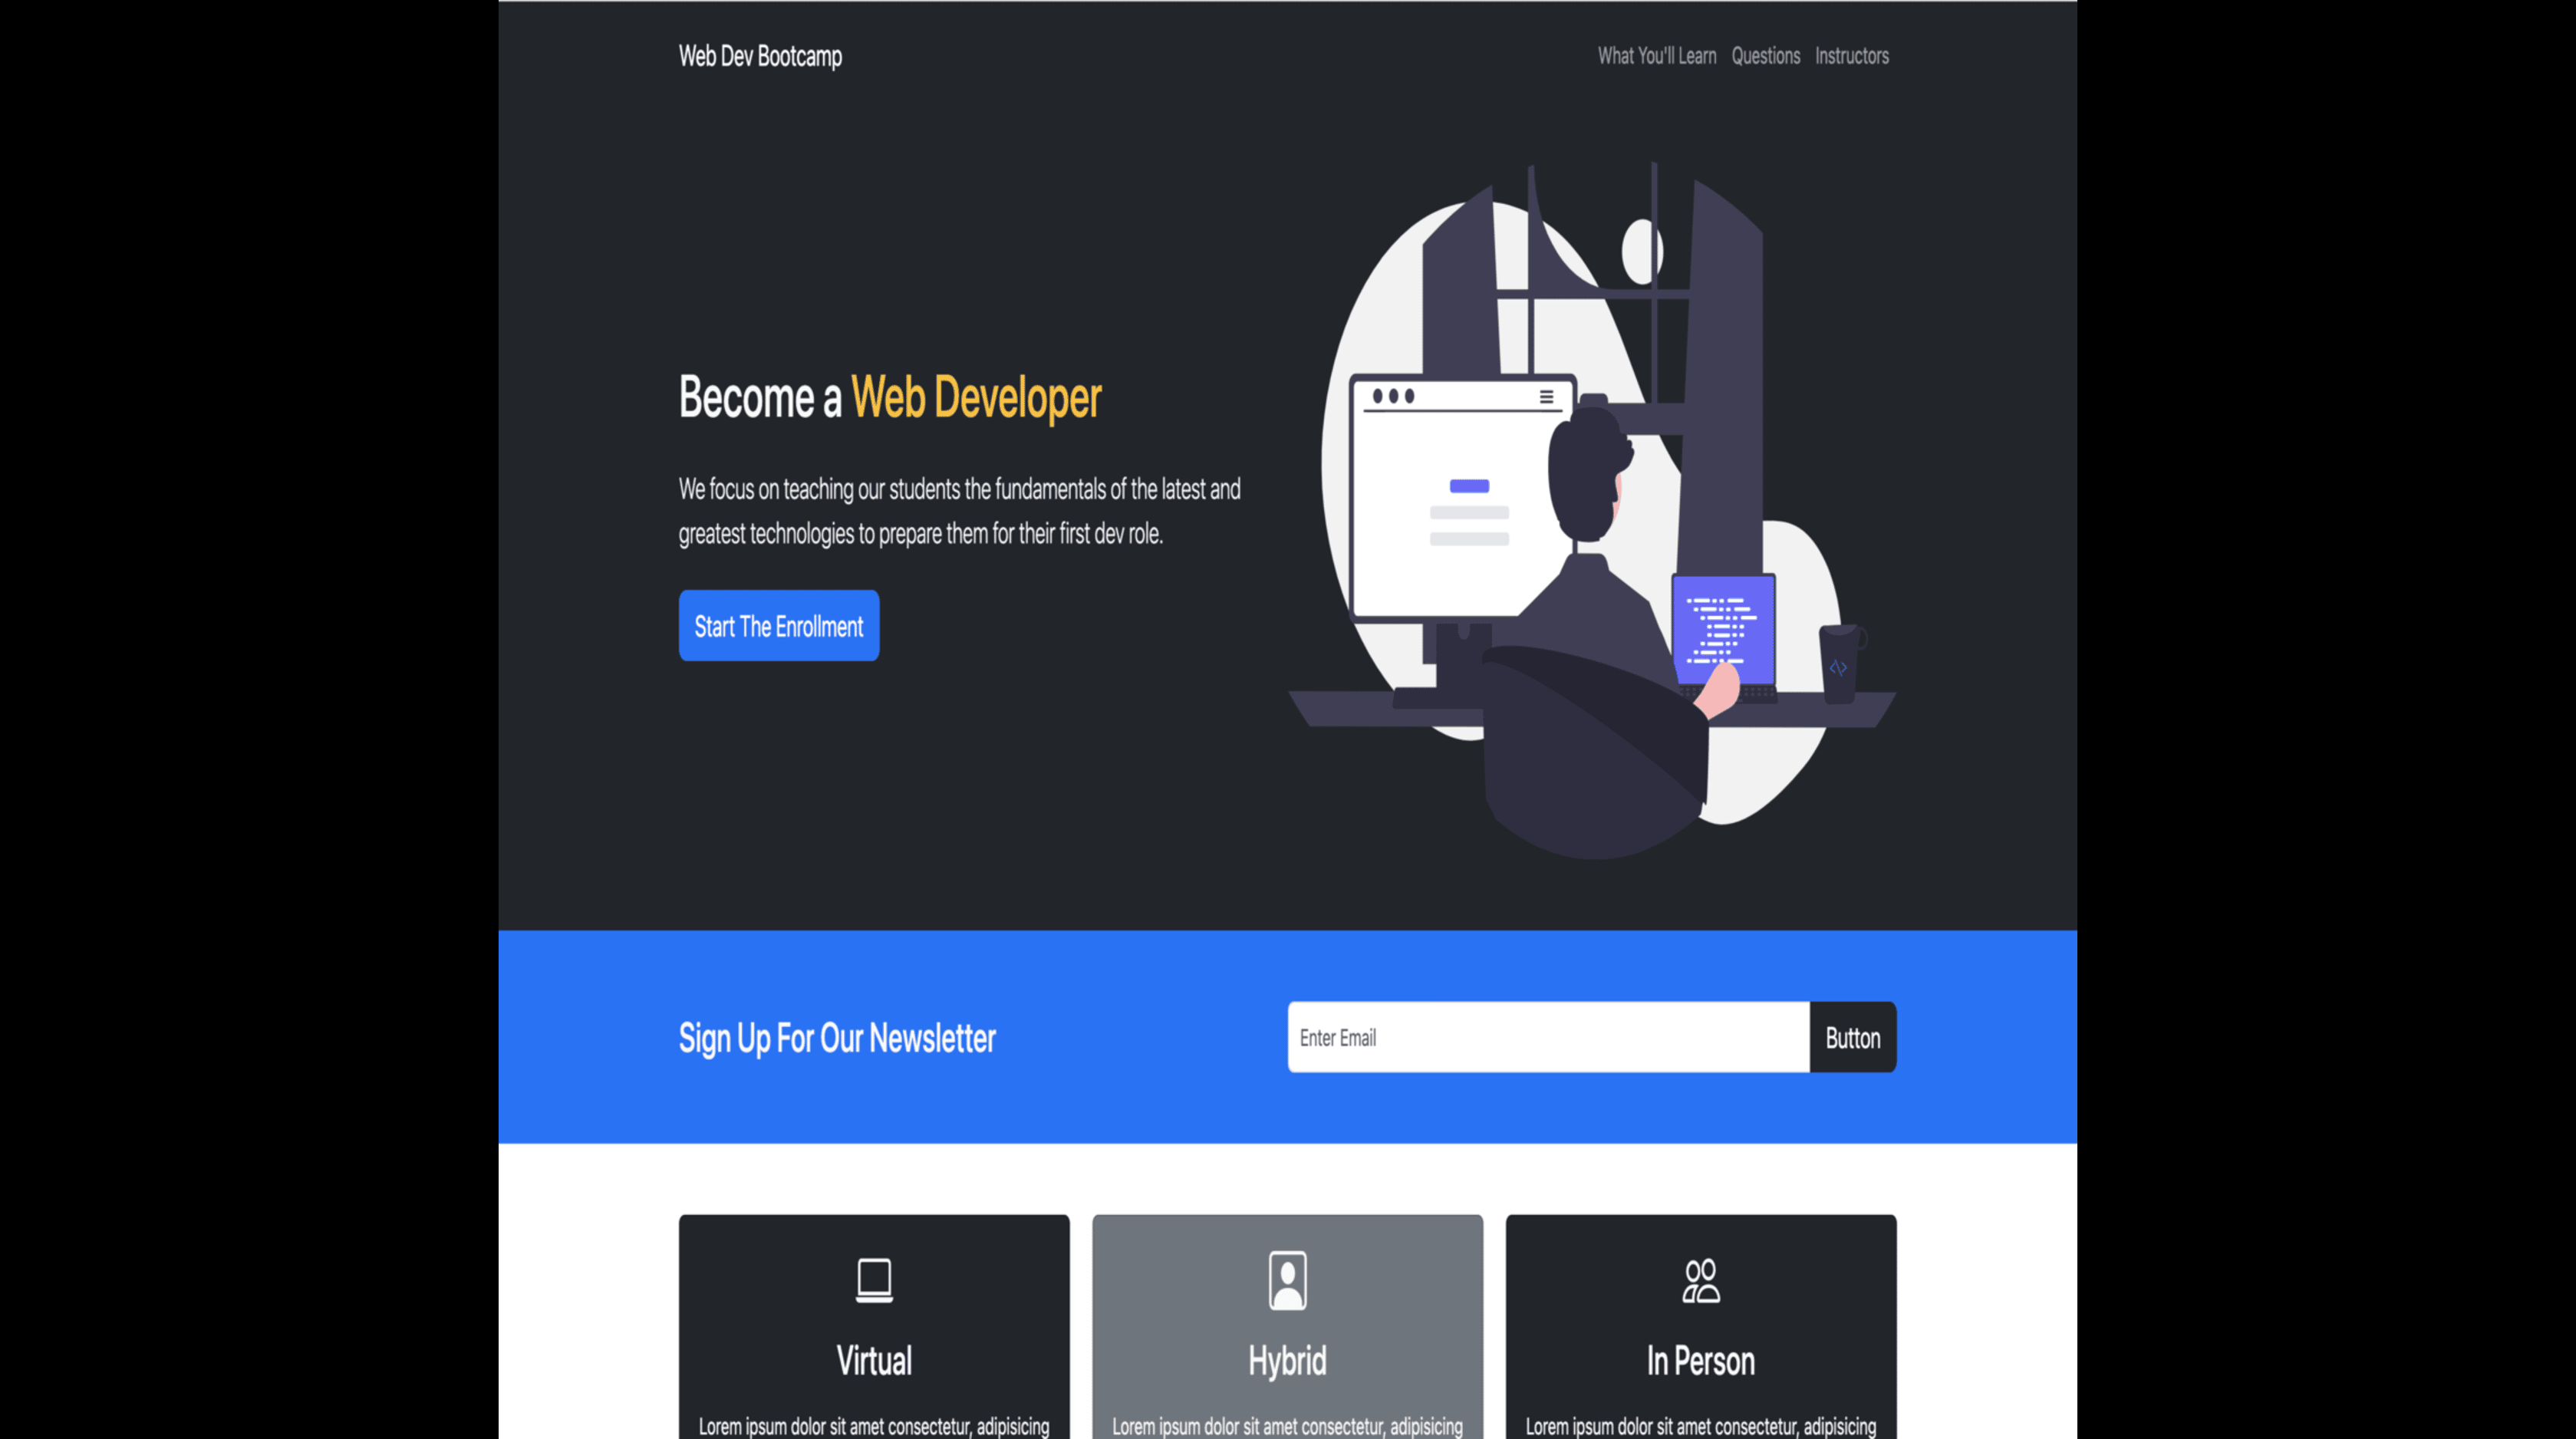 Web Dev Bootcamp
What You'll Learn Questions Instructors
Become a Web Developer
We focus on teaching our students the fundamentals of the latest and
greatest technologies to prepare them for their first dev role.
Start The Enrollment
Sign Up For Our Newsletter
Enter Email
Button
Virtual
Lorem ipsum dolor sit amet consectetur, adipisicing
Hybrid
Lorem ipsum dolor sit amet consectetur, adipisicing
In Person
Lorem ipsum dolor sit amet consectetur, adipisicing